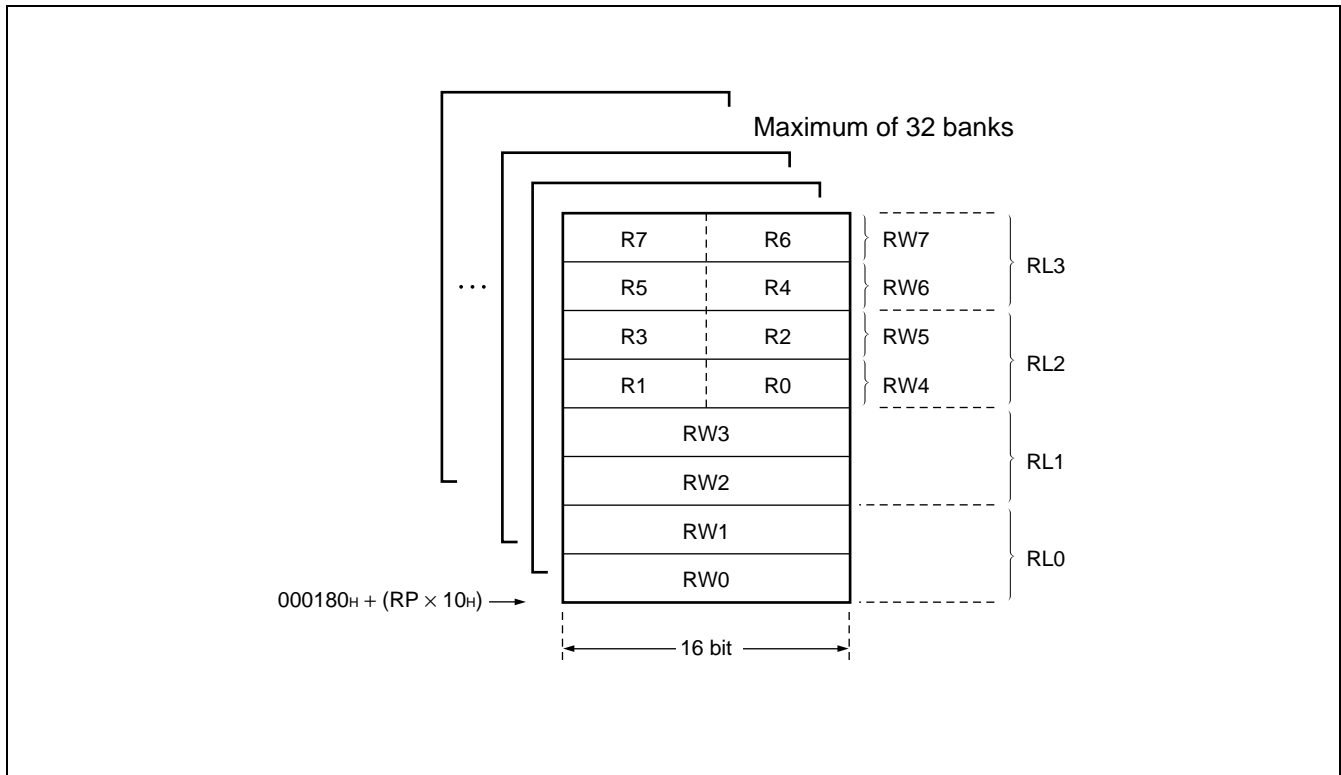 Maximum of 32 banks
R7 R6 RW7
RL3
R5 R4 RW6
...
R3 R2 RW5
RL2
R1 R0 RW4
RW3
RL1
RW2
RW1
RL0
RW0
000180H + (RP × 10H)
16 bit